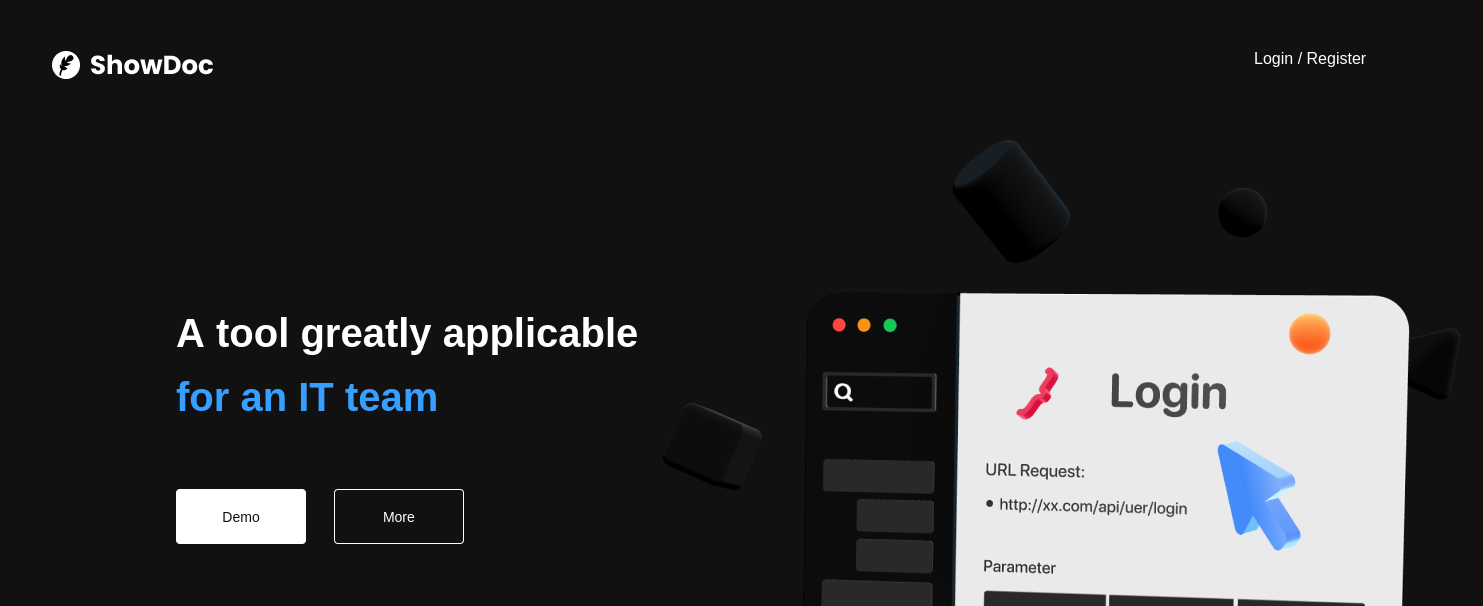 ShowDoc
Login / Register
A tool greatly applicable
for an IT team
Demo
More
Login
URL Request:
• http://xx.com/api/uer/login
Parameter